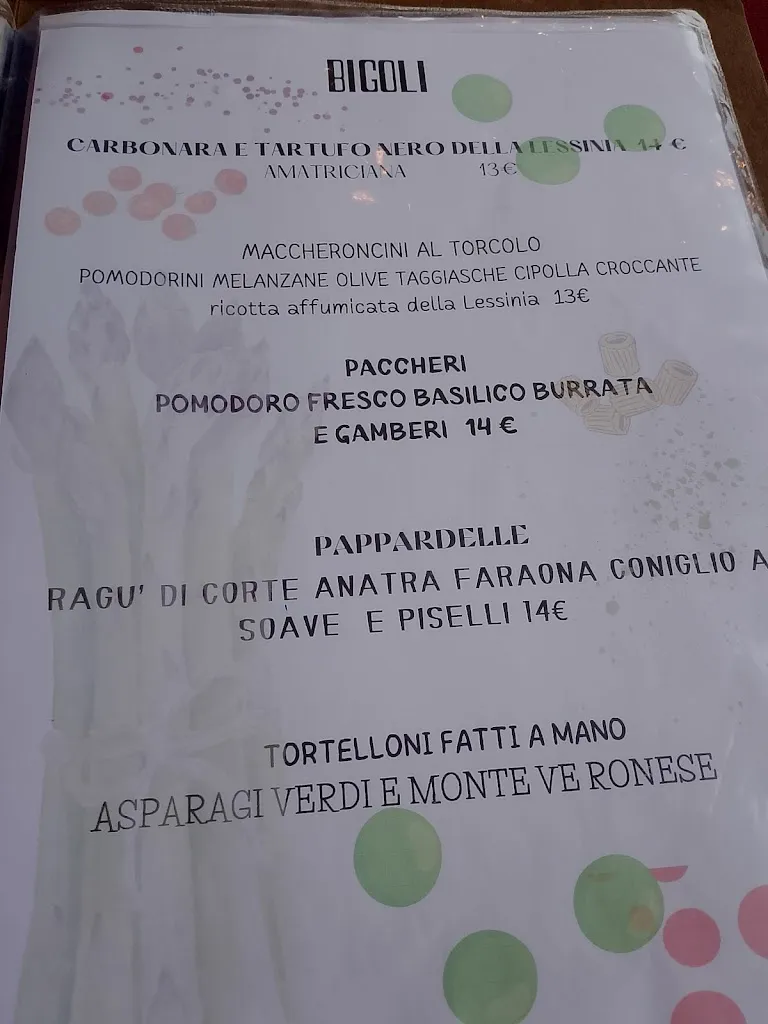 BIGOLI
CARBONARA E TARTUFO NERO DELLA LESSINIA 14 €
AMATRICIANA 13€
MACCHERONCINI AL TORCOLO
POMODORINI MELANZANE OLIVE TAGGIASCHE CIPOLLA CROCCANTE
ricotta affumicata della Lessinia 13€
PACCHERI
POMODORO FRESCO BASILICO BURRATA
E GAMBERI 14 €
PAPPARDELLE
RAGU' DI CORTE ANATRA FARAONA CONIGLIO A
SOAVE E PISELLI 14€
TORTELLONI FATTI A MANO
ASPARAGI VERDI E MONTE VE RONESE